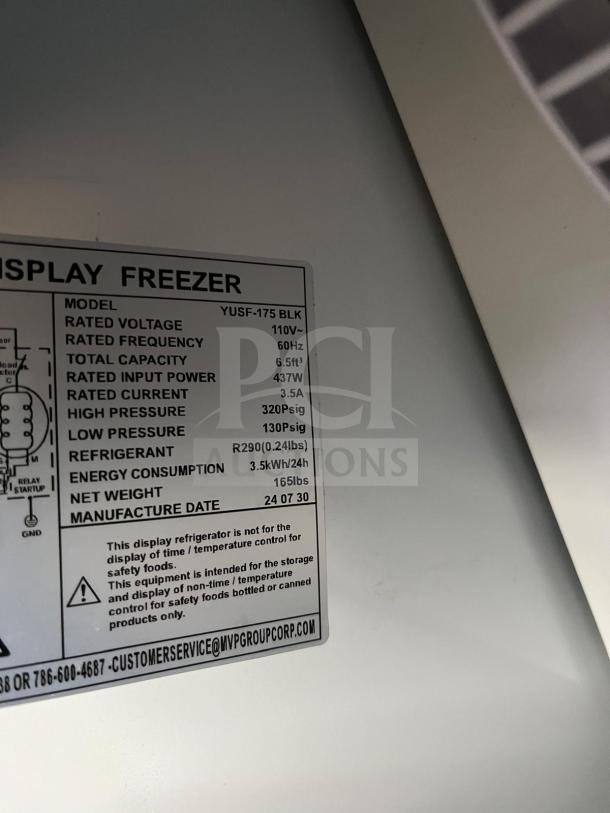 ISPLAY FREEZER
MODEL YUSF-175 BLK
RATED VOLTAGE 110V~
RATED FREQUENCY 60Hz
TOTAL CAPACITY 6.5ft³
RATED INPUT POWER 437W
RATED CURRENT 3.5A
HIGH PRESSURE 320Psig
LOW PRESSURE 130Psig
REFRIGERANT R290(0.24lbs)
ENERGY CONSUMPTION 3.5kWh/24h
NET WEIGHT 165lbs
MANUFACTURE DATE 24 07 30
C
M
RELAY
STARTUP
GND
This display refrigerator is not for the
display of time / temperature control for
safety foods.
This equipment is intended for the storage
and display of non-time / temperature
control for safety foods bottled or canned
products only.
38 OR 786-600-4687 -CUSTOMERSERVICE@MVPGROUPCORP.COM
PCI
AUCTIONS